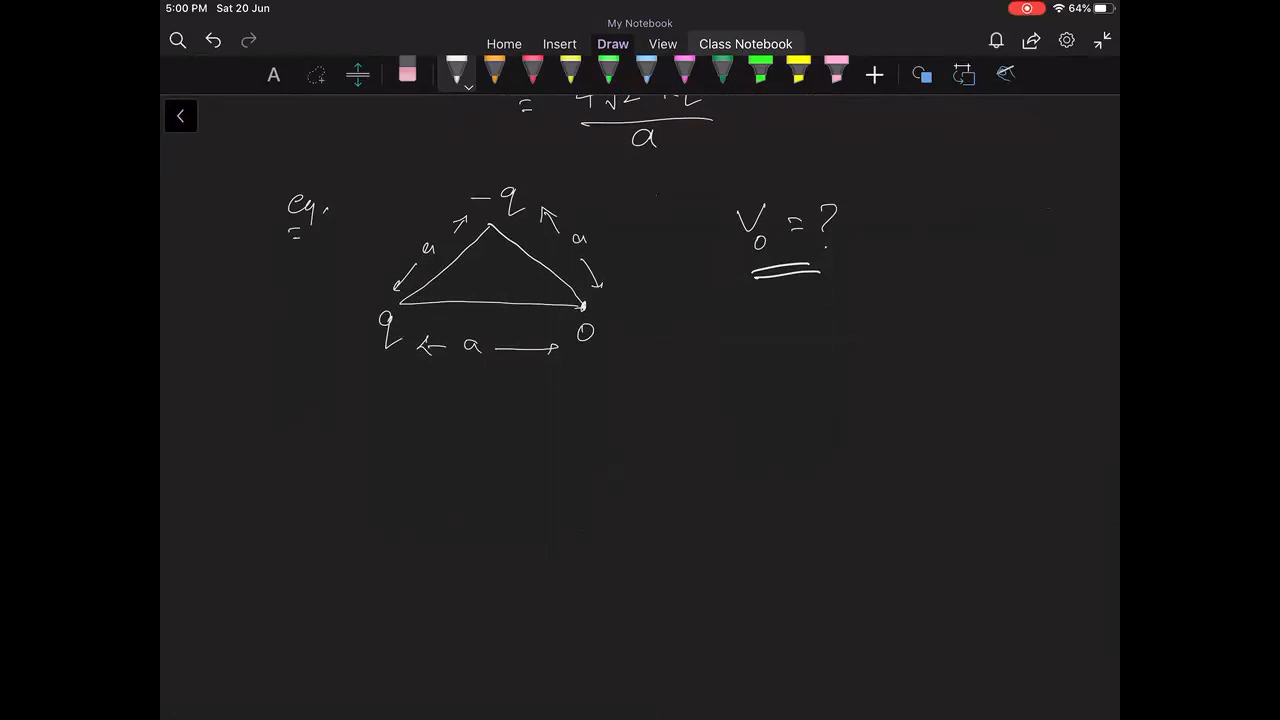 5:00 PM Sat 20 Jun
64%
My Notebook
Home Insert Draw View Class Notebook
A
=
a
eg.
- q
V₀ = ?
a
a
q
0
a